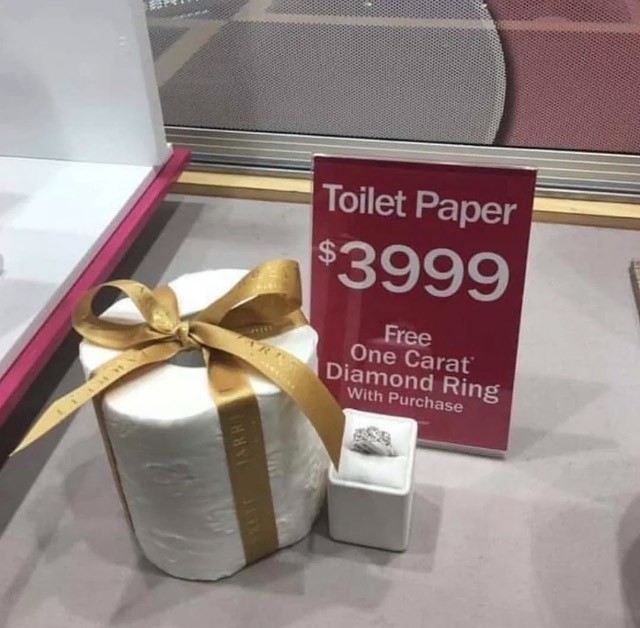 Toilet Paper
$3999
Free
One Carat*
Diamond Ring
With Purchase